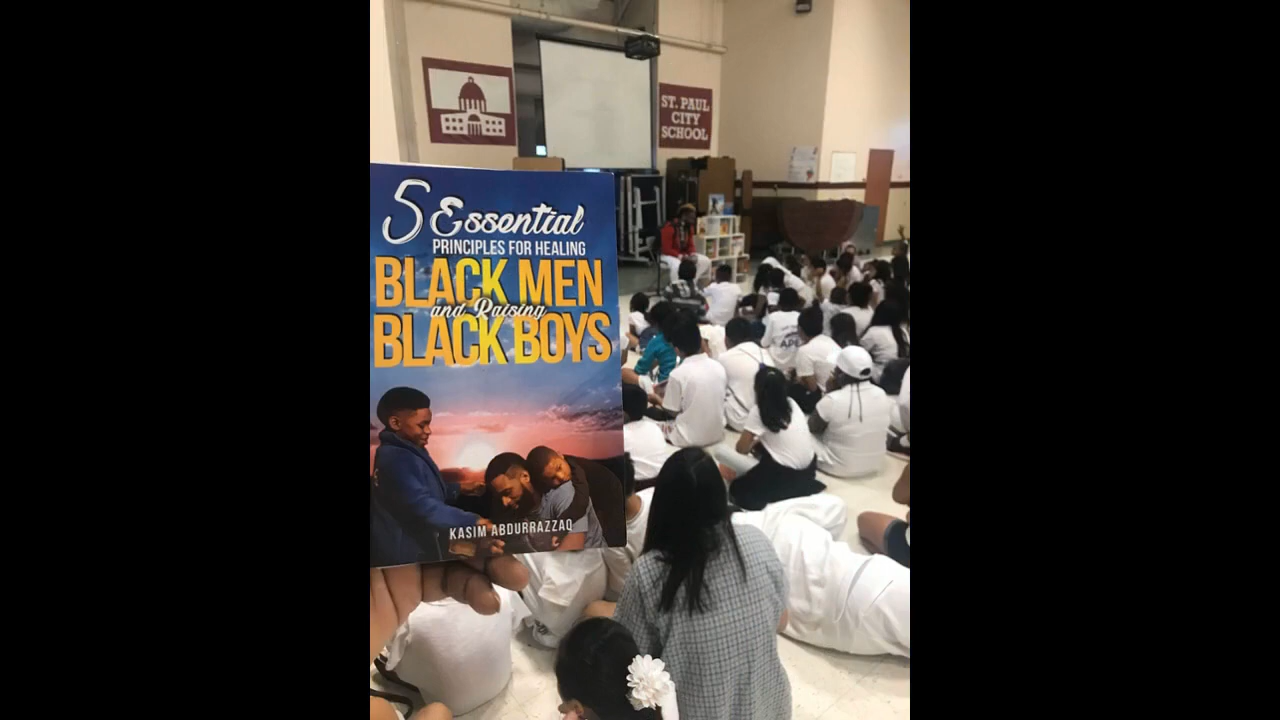 ST. PAUL
CITY
SCHOOL
5 Essential
PRINCIPLES FOR HEALING
BLACK MEN
and Raising
BLACK BOYS
KASIM ABDURRAZZAQ